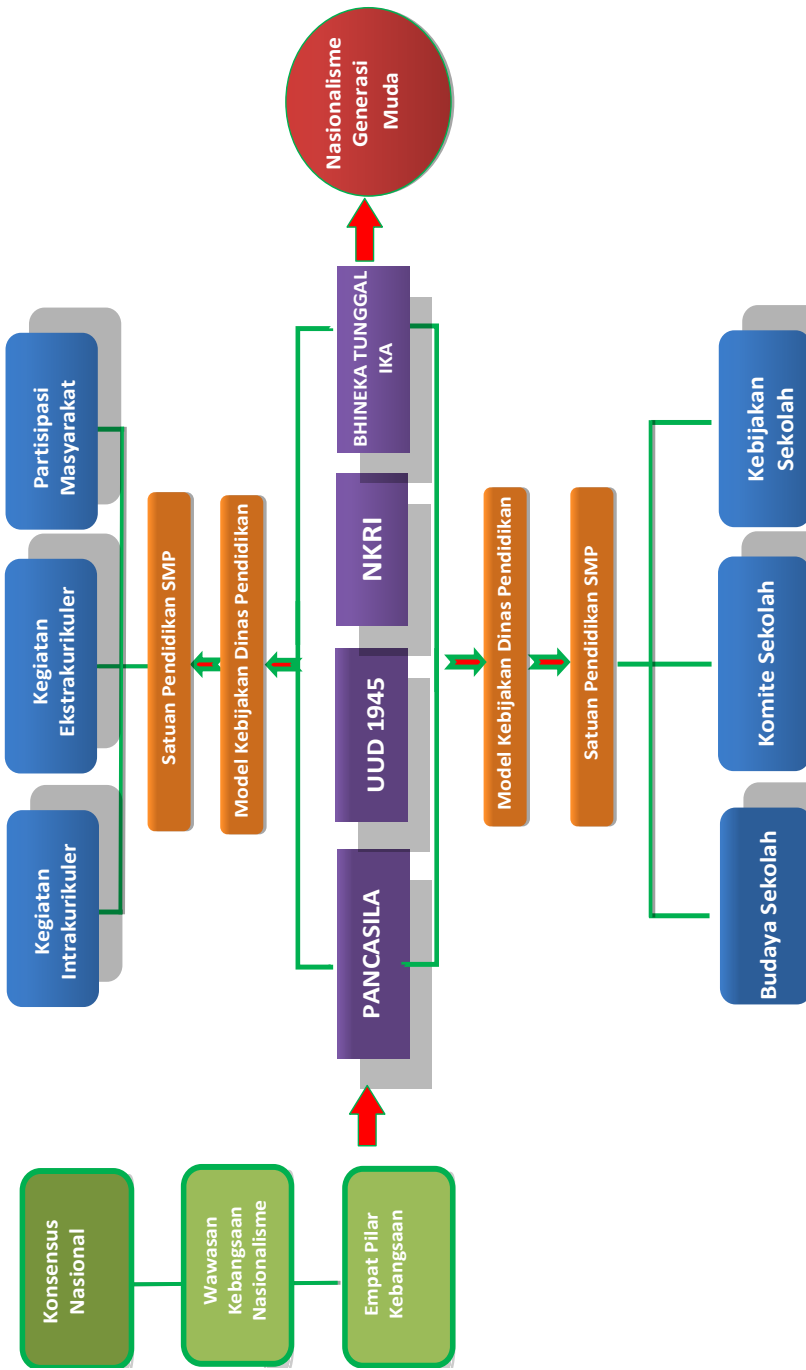 Konsensus
Nasional
Wawasan
Kebangsaan
Nasionalisme
Empat Pilar
Kebangsaan
Kegiatan
Intrakurikuler
Kegiatan
Ekstrakurikuler
Partisipasi
Masyarakat
Satuan Pendidikan SMP
Model Kebijakan Dinas Pendidikan
PANCASILA
UUD 1945
NKRI
BHINEKA TUNGGAL
IKA
Nasionalisme
Generasi
Muda
Model Kebijakan Dinas Pendidikan
Satuan Pendidikan SMP
Budaya Sekolah
Komite Sekolah
Kebijakan
Sekolah